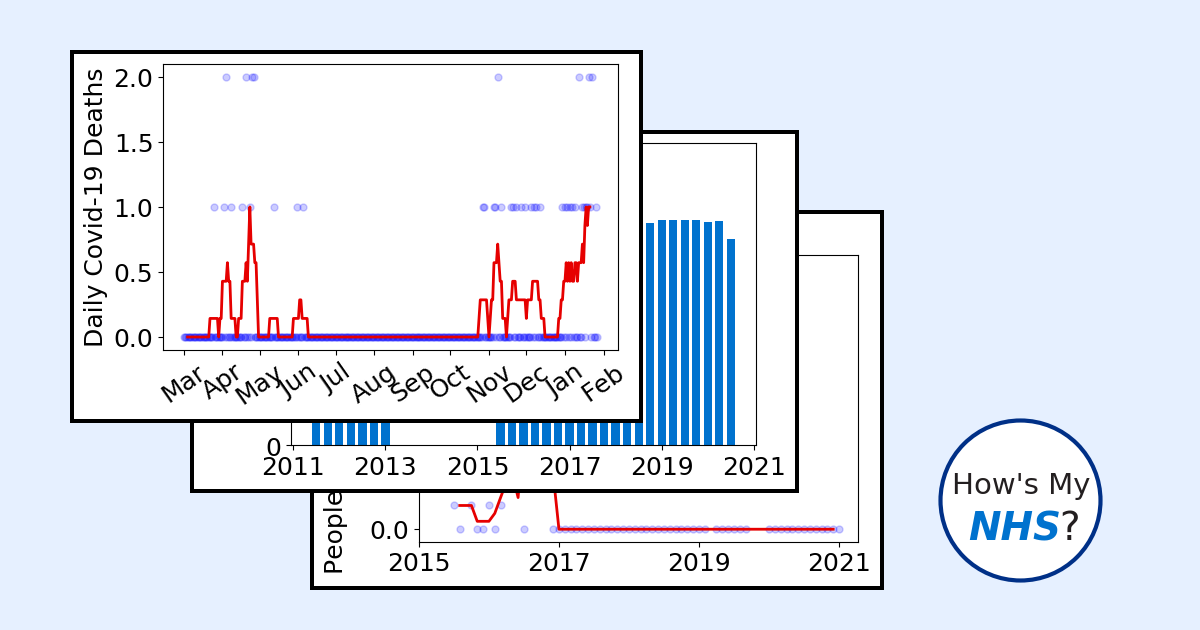 Daily Covid-19 Deaths
2.0
1.5
1.0
0.5
0.0
Mar Apr May Jun Jul Aug Sep Oct Nov Dec Jan Feb
0
2011 2013 2015 2017 2019 2021
People
0.0
2015 2017 2019 2021
How's My
NHS?